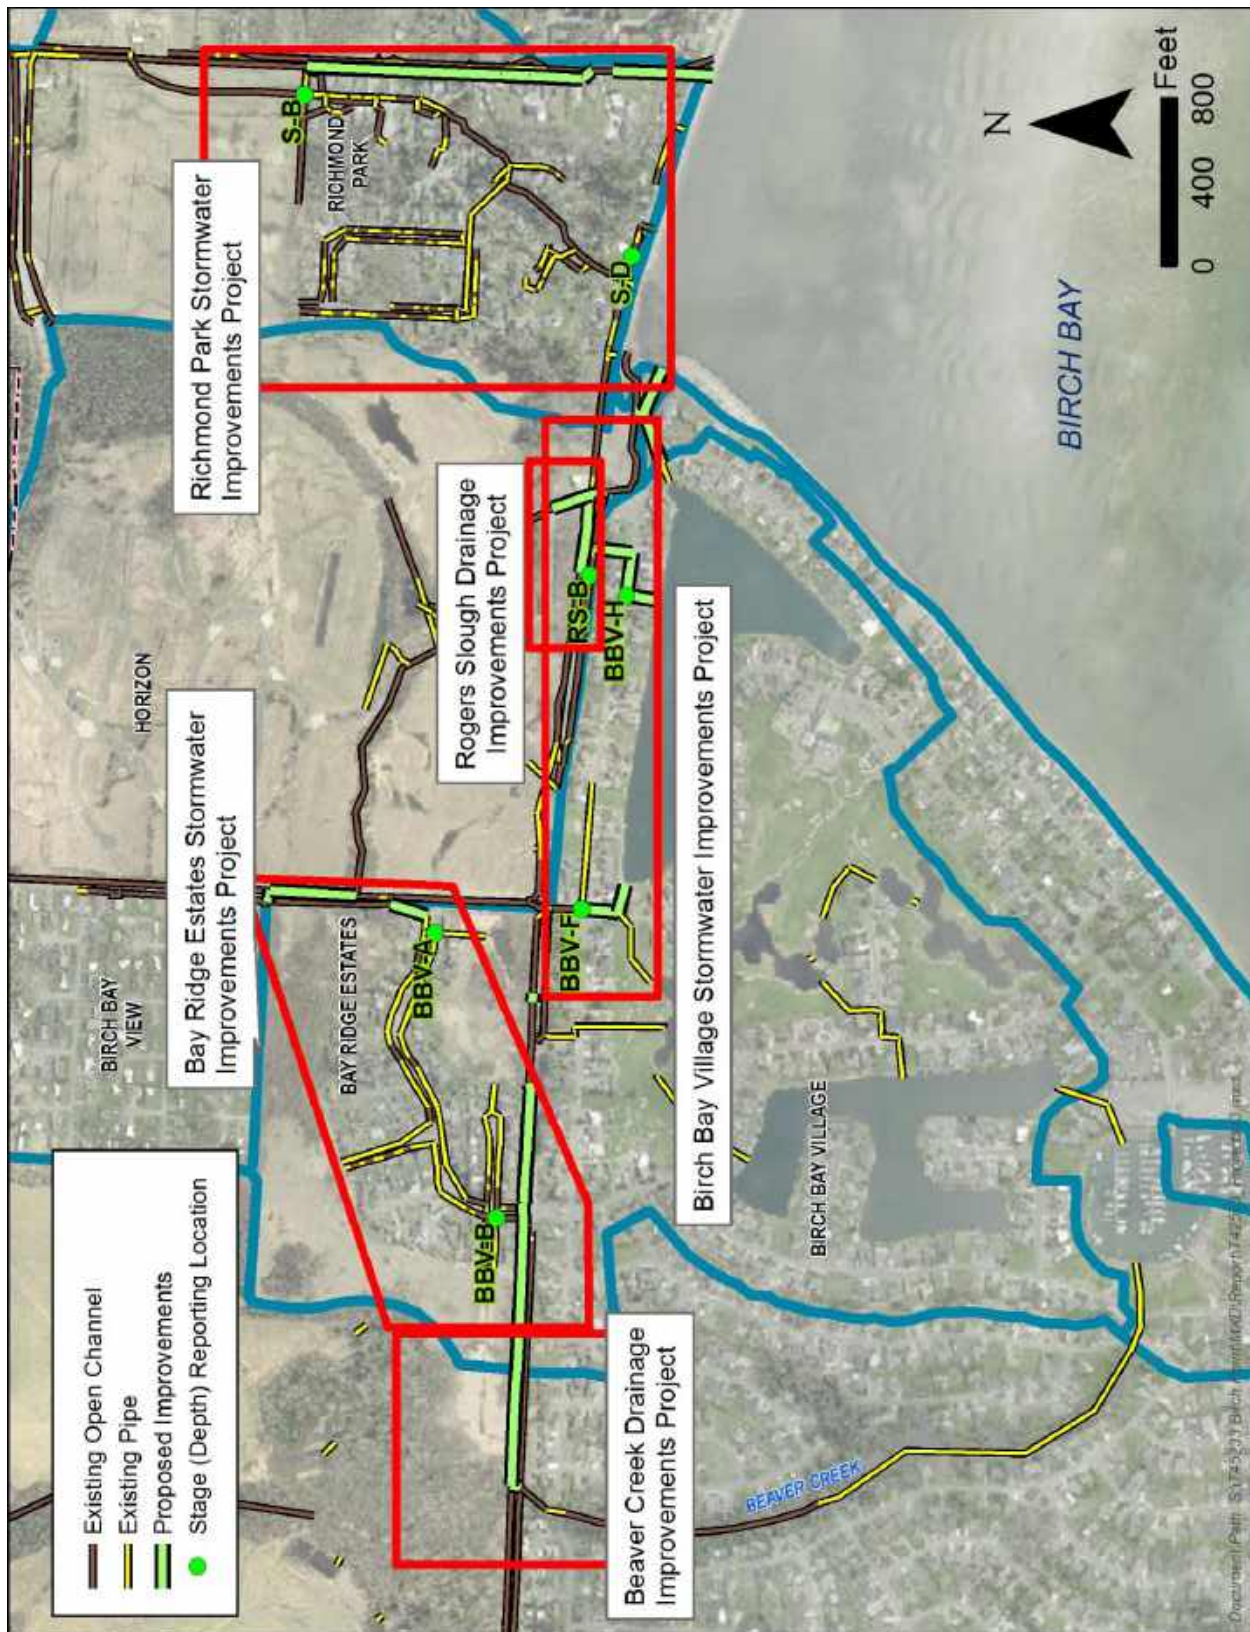 Existing Open Channel
Existing Pipe
Proposed Improvements
Stage (Depth) Reporting Location
BIRCH BAY
VIEW
HORIZON
Bay Ridge Estates Stormwater
Improvements Project
Richmond Park Stormwater
Improvements Project
S-B
RICHMOND
PARK
BAY RIDGE ESTATES
BBV-A
BBV-B
Rogers Slough Drainage
Improvements Project
RS-B
BBV-H
BBV-F
S-D
Beaver Creek Drainage
Improvements Project
Birch Bay Village Stormwater Improvements Project
BEAVER CREEK
BIRCH BAY VILLAGE
BIRCH BAY
N
0 400 800
Feet